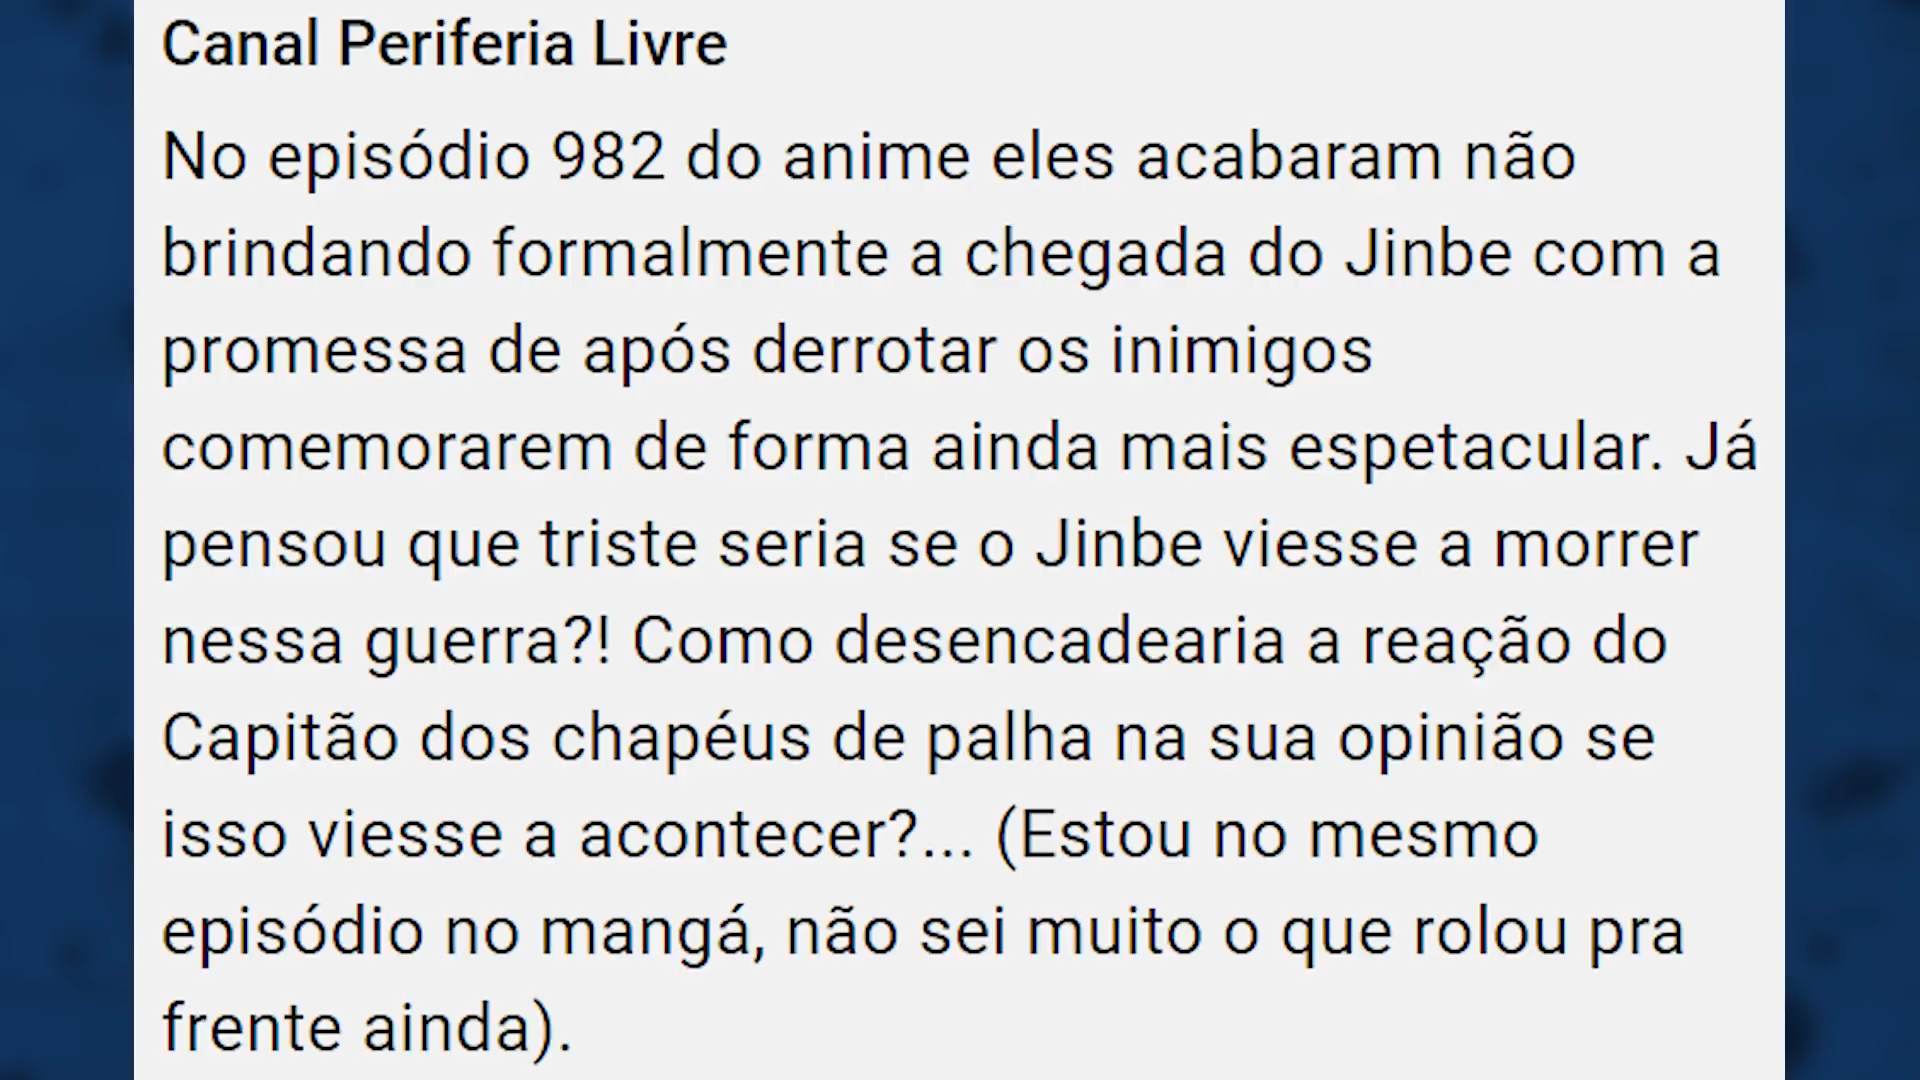 Canal Periferia Livre
No episódio 982 do anime eles acabaram não
brindando formalmente a chegada do Jinbe com a
promessa de após derrotar os inimigos
comemorarem de forma ainda mais espetacular. Já
pensou que triste seria se o Jinbe viesse a morrer
nessa guerra?! Como desencadearia a reação do
Capitão dos chapéus de palha na sua opinião se
isso viesse a acontecer?... (Estou no mesmo
episódio no mangá, não sei muito o que rolou pra
frente ainda).